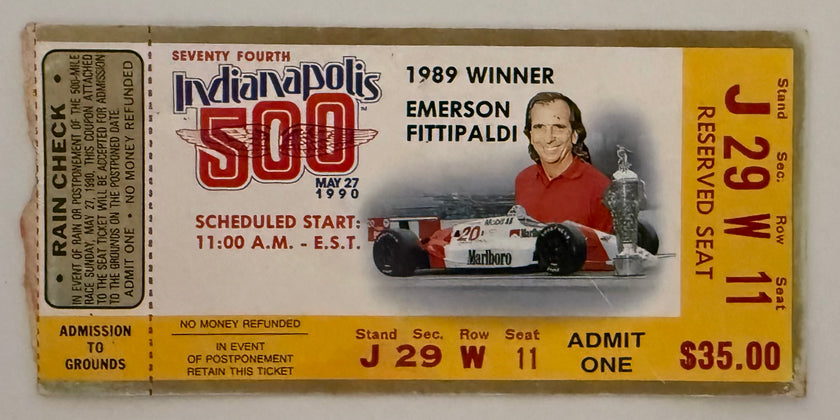 • RAIN CHECK •
IN EVENT OF RAIN OR POSTPONEMENT OF THE 500-MILE
RACE SUNDAY, MAY 27, 1990, THIS COUPON ATTACHED
TO THE SEAT TICKET WILL BE ACCEPTED FOR ADMISSION
TO THE GROUNDS ON THE POSTPONED DATE.
ADMIT ONE • NO MONEY REFUNDED
ADMISSION
TO
GROUNDS
SEVENTY FOURTH
Indianapolis
500
MAY 27
1990
SCHEDULED START:
11:00 A.M. - E.S.T.
1989 WINNER
EMERSON
FITTIPALDI
Mobil 1
20
Marlboro
Marlboro
NO MONEY REFUNDED
IN EVENT
OF POSTPONEMENT
RETAIN THIS TICKET
Stand Sec. Row Seat
J 29 W 11
ADMIT
ONE
$35.00
Stand Sec. Row Seat
J 29 W 11
RESERVED SEAT